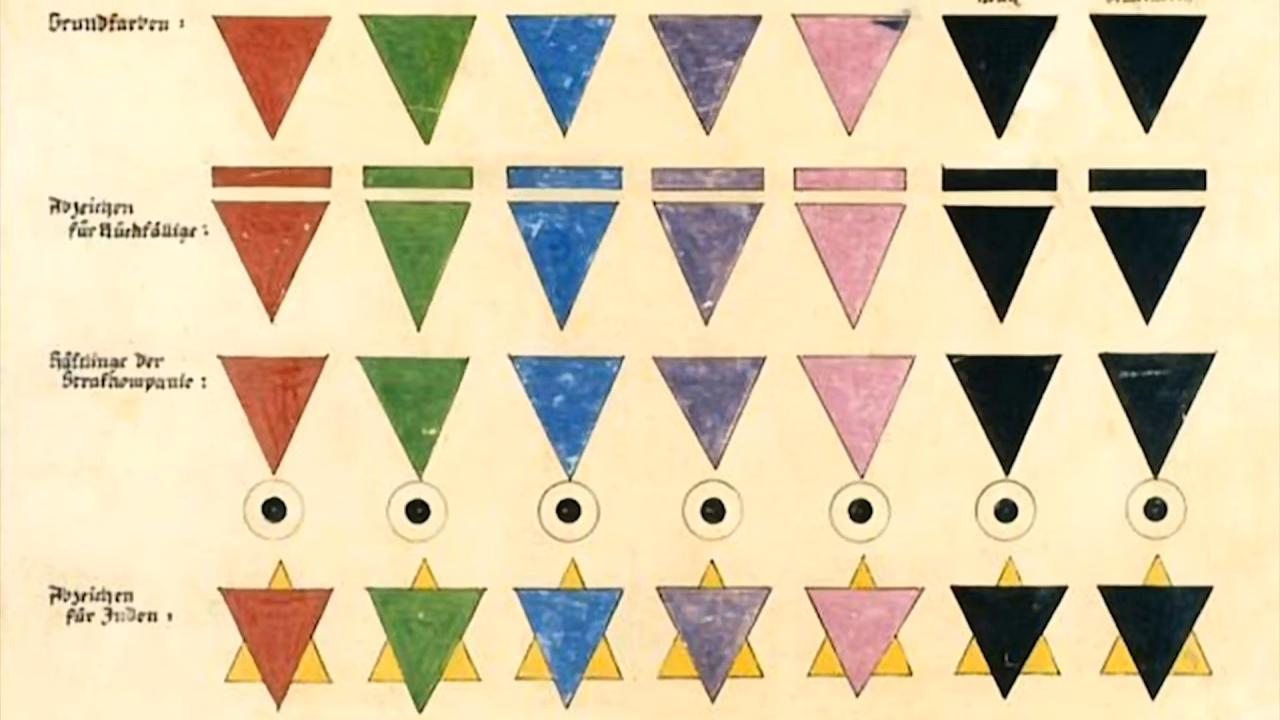 Grundfarben :
Abzeichen
für Rückfällige :
Häftlinge der
Strafkompanie :
Abzeichen
für Juden :